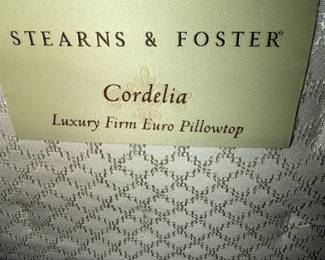 STEARNS & FOSTER®
Cordelia
Luxury Firm Euro Pillowtop